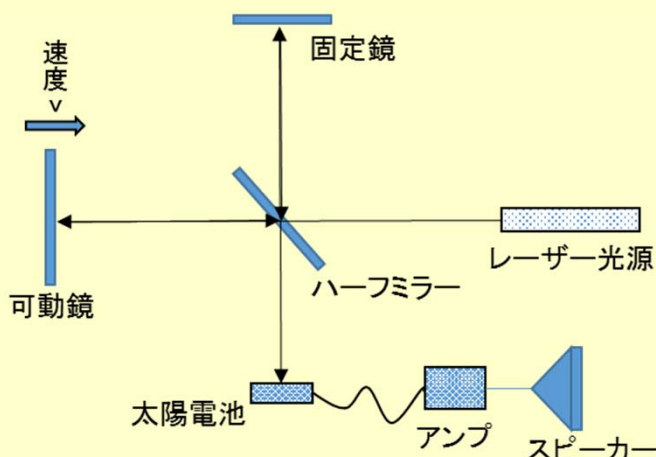 固定鏡
速度 v
レーザー光源
ハーフミラー
可動鏡
太陽電池
アンプ
スピーカー